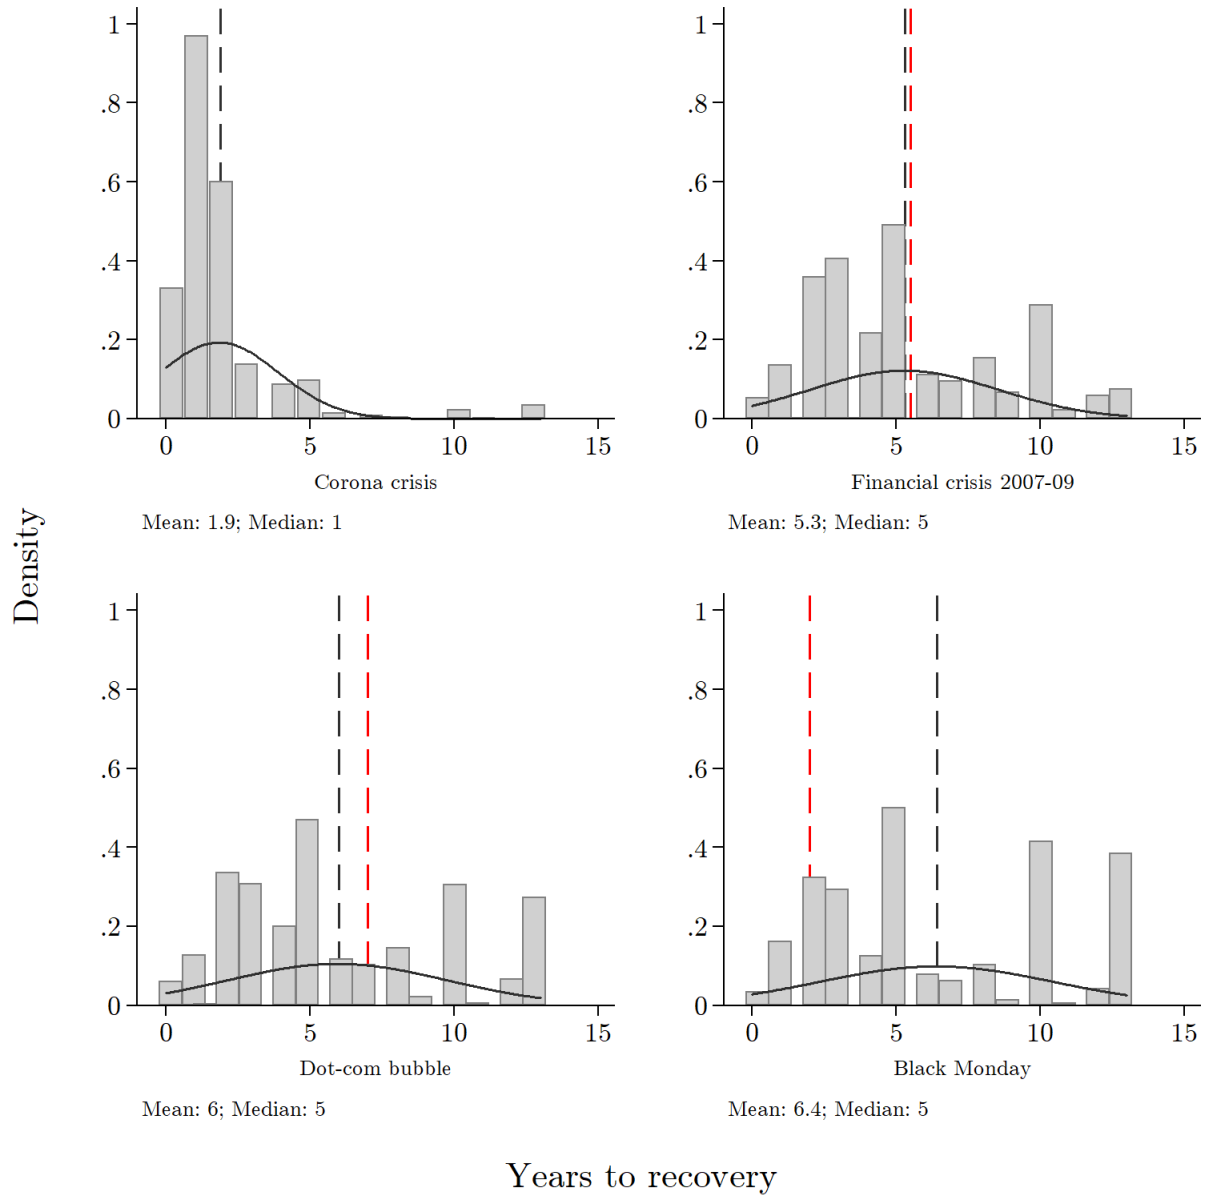 1
.8
.6
.4
.2
0
0 5 10 15
Corona crisis
Mean: 1.9; Median: 1
1
.8
.6
.4
.2
0
0 5 10 15
Financial crisis 2007-09
Mean: 5.3; Median: 5
Density
1
.8
.6
.4
.2
0
0 5 10 15
Dot-com bubble
Mean: 6; Median: 5
1
.8
.6
.4
.2
0
0 5 10 15
Black Monday
Mean: 6.4; Median: 5
Years to recovery